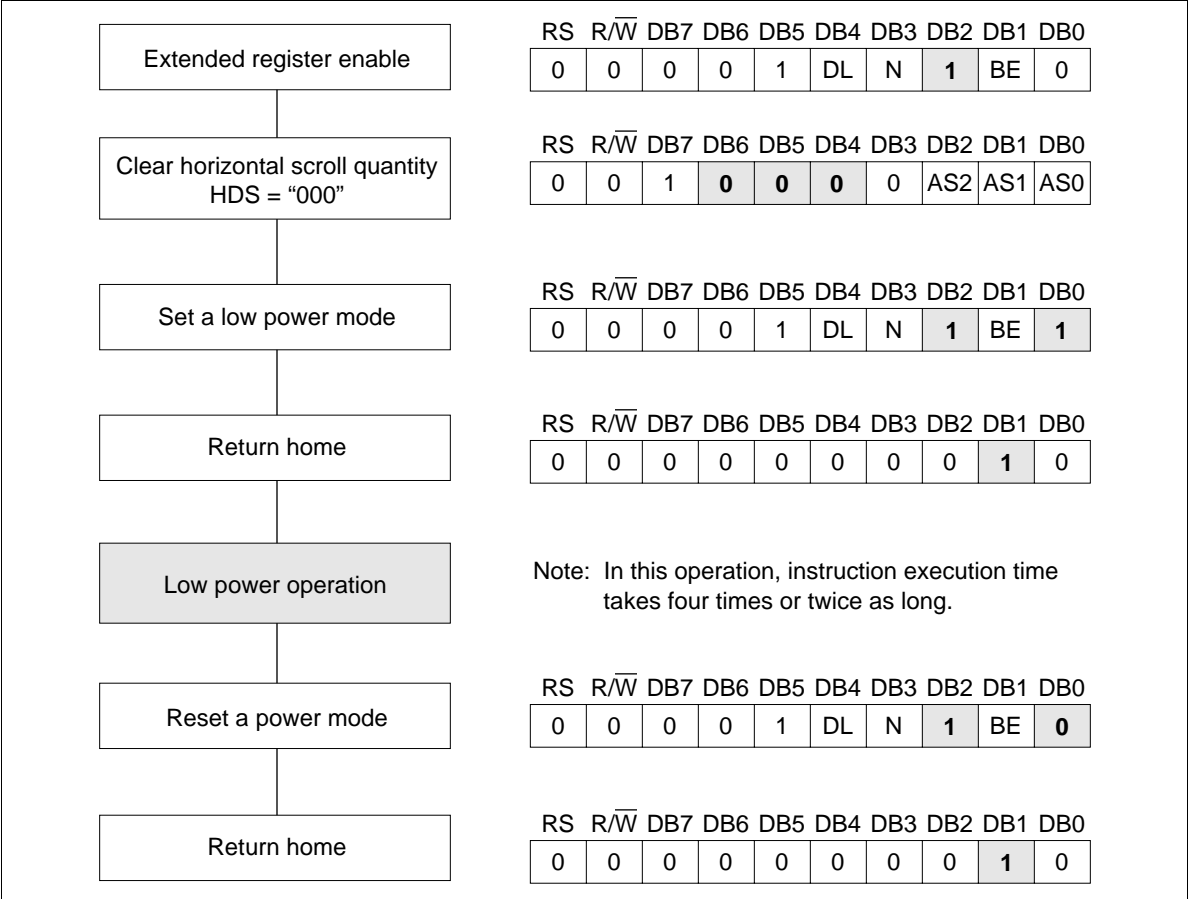 Extended register enable
RS R/W̅ DB7 DB6 DB5 DB4 DB3 DB2 DB1 DB0
0 0 0 0 1 DL N 1 BE 0
Clear horizontal scroll quantity
HDS = “000”
RS R/W̅ DB7 DB6 DB5 DB4 DB3 DB2 DB1 DB0
0 0 1 0 0 0 0 AS2 AS1 AS0
Set a low power mode
RS R/W̅ DB7 DB6 DB5 DB4 DB3 DB2 DB1 DB0
0 0 0 0 1 DL N 1 BE 1
Return home
RS R/W̅ DB7 DB6 DB5 DB4 DB3 DB2 DB1 DB0
0 0 0 0 0 0 0 0 1 0
Low power operation
Note: In this operation, instruction execution time
takes four times or twice as long.
Reset a power mode
RS R/W̅ DB7 DB6 DB5 DB4 DB3 DB2 DB1 DB0
0 0 0 0 1 DL N 1 BE 0
Return home
RS R/W̅ DB7 DB6 DB5 DB4 DB3 DB2 DB1 DB0
0 0 0 0 0 0 0 0 1 0